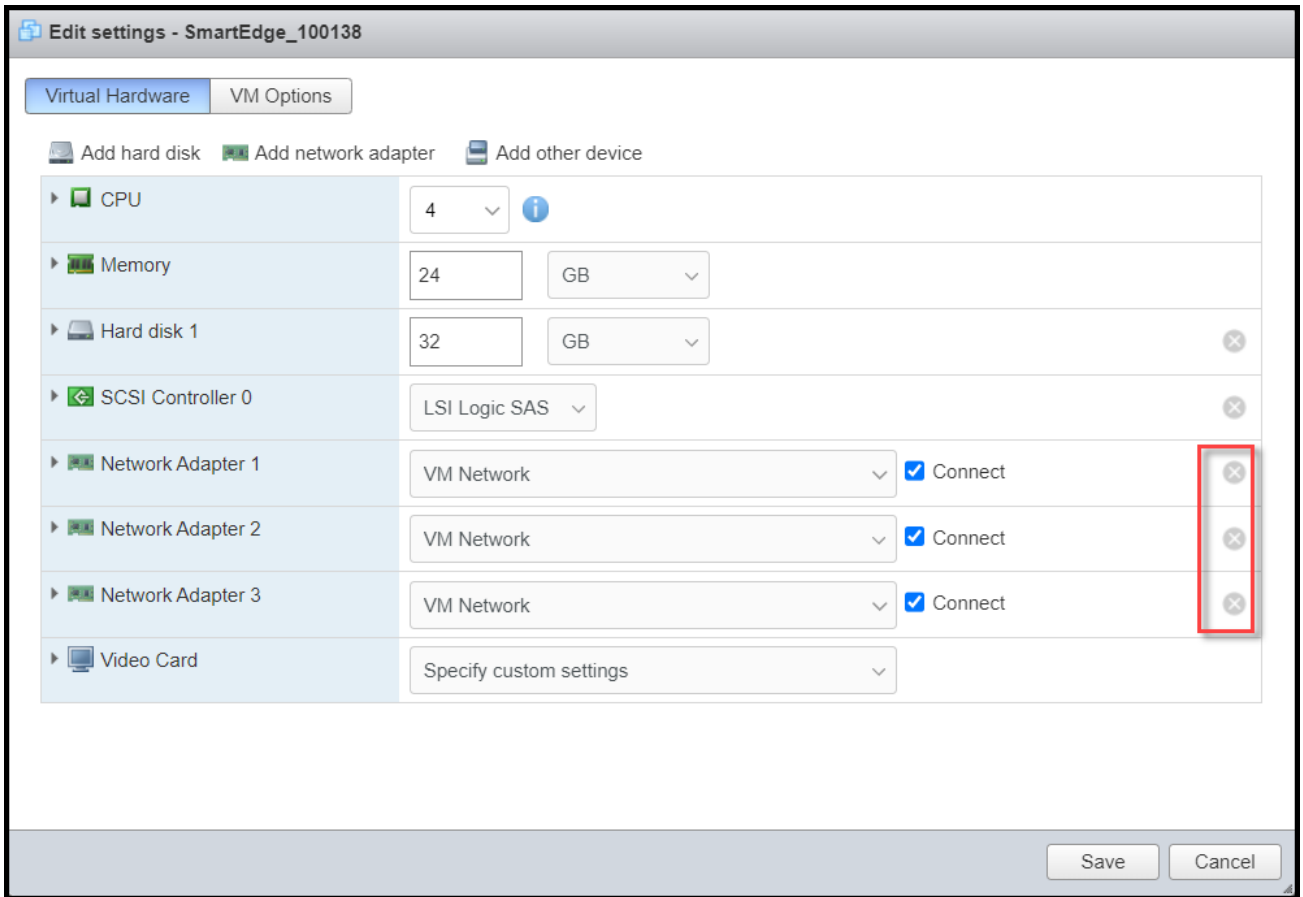 Edit settings - SmartEdge_100138
Virtual Hardware VM Options
Add hard disk Add network adapter Add other device
CPU 4
Memory 24 GB
Hard disk 1 32 GB
SCSI Controller 0 LSI Logic SAS
Network Adapter 1 VM Network Connect
Network Adapter 2 VM Network Connect
Network Adapter 3 VM Network Connect
Video Card Specify custom settings
Save Cancel